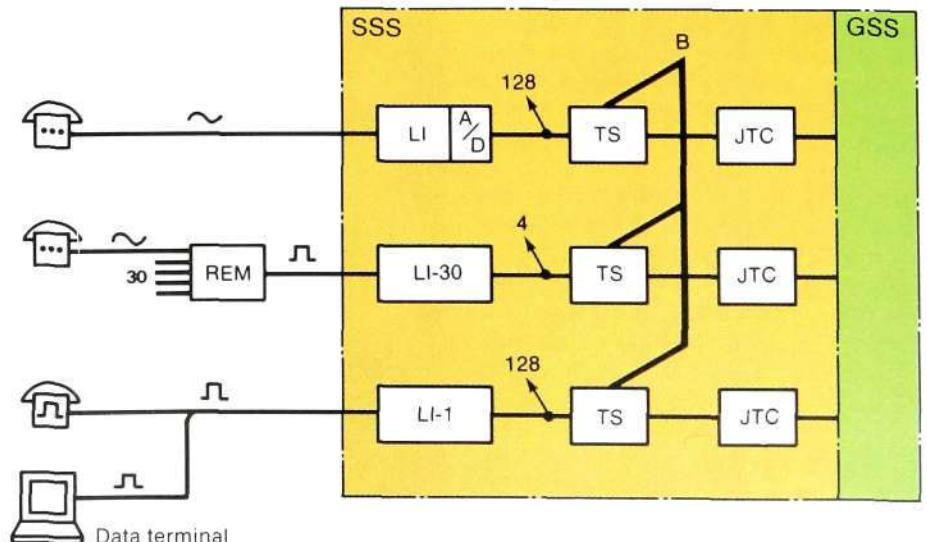 SSS
GSS
B
128
LI
A/D
TS
JTC
4
30
REM
LI-30
TS
JTC
128
LI-1
TS
JTC
Data terminal